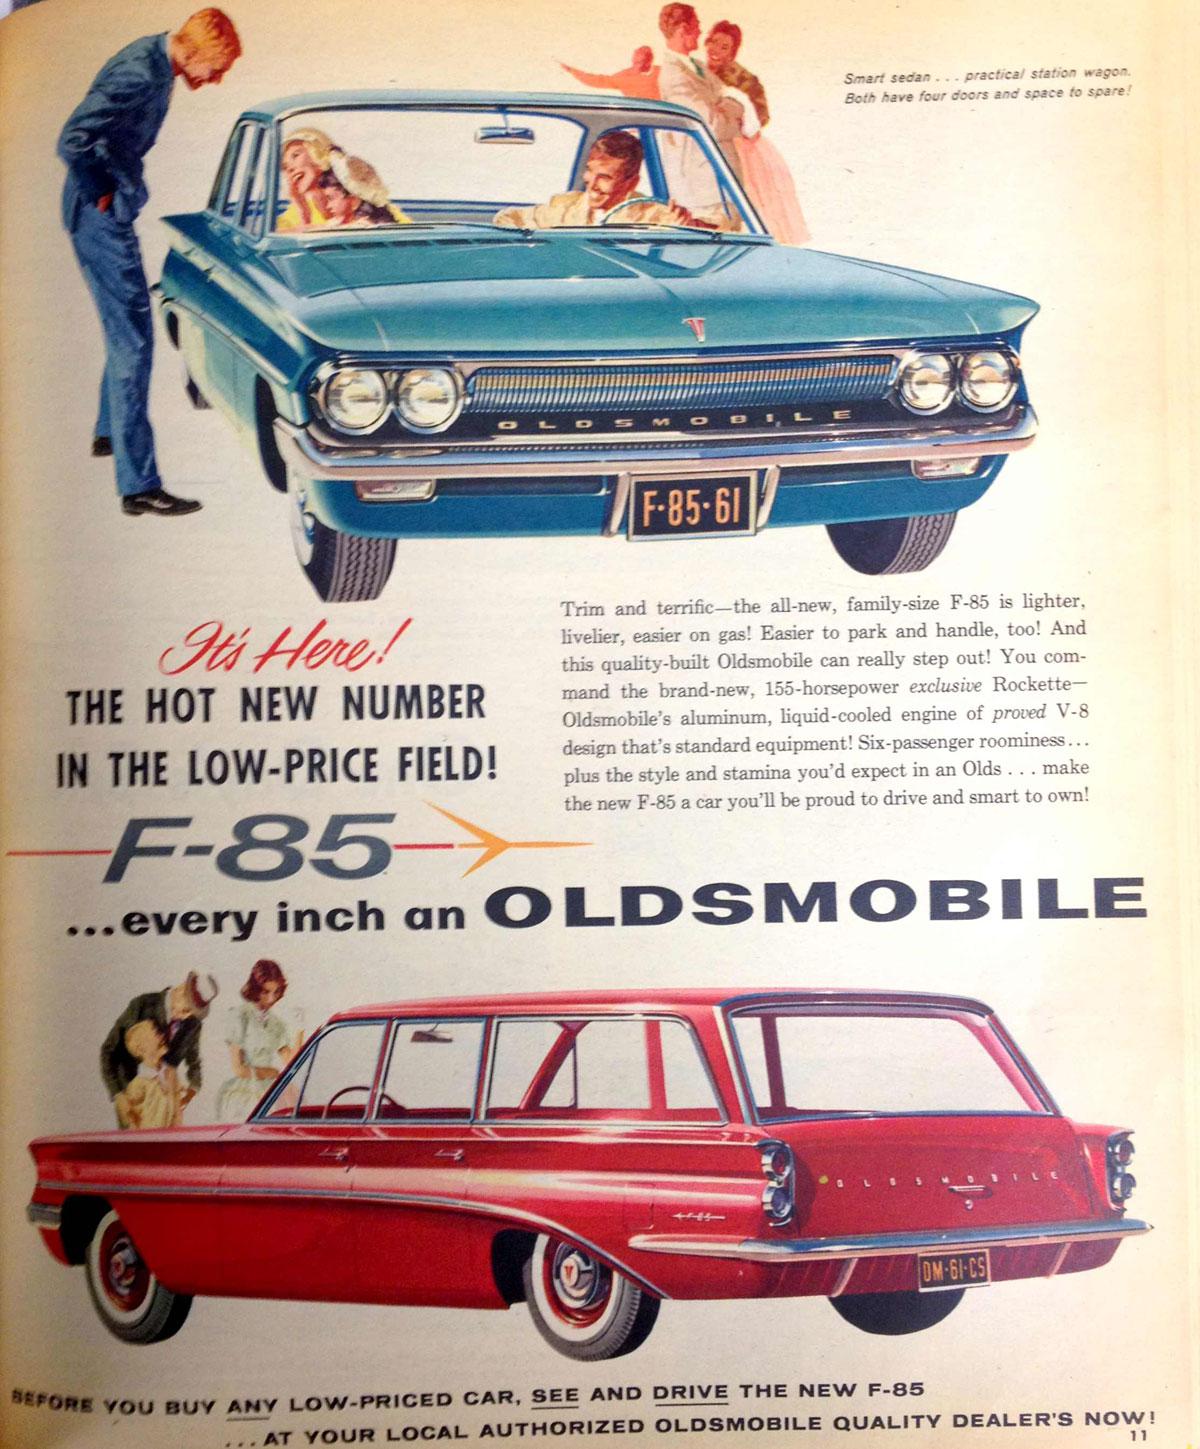 Smart sedan . . . practical station wagon.
Both have four doors and space to spare!
OLDSMOBILE
F·85·61
It's Here!
THE HOT NEW NUMBER
IN THE LOW-PRICE FIELD!
Trim and terrific—the all-new, family-size F-85 is lighter,
livelier, easier on gas! Easier to park and handle, too! And
this quality-built Oldsmobile can really step out! You com-
mand the brand-new, 155-horsepower exclusive Rockette—
Oldsmobile's aluminum, liquid-cooled engine of proved V-8
design that's standard equipment! Six-passenger roominess...
plus the style and stamina you'd expect in an Olds . . . make
the new F-85 a car you'll be proud to drive and smart to own!
F-85
...every inch an OLDSMOBILE
OLDSMOBILE
F-85
OM·61·CS
BEFORE YOU BUY ANY LOW-PRICED CAR, SEE AND DRIVE THE NEW F-85
...AT YOUR LOCAL AUTHORIZED OLDSMOBILE QUALITY DEALER'S NOW!
11